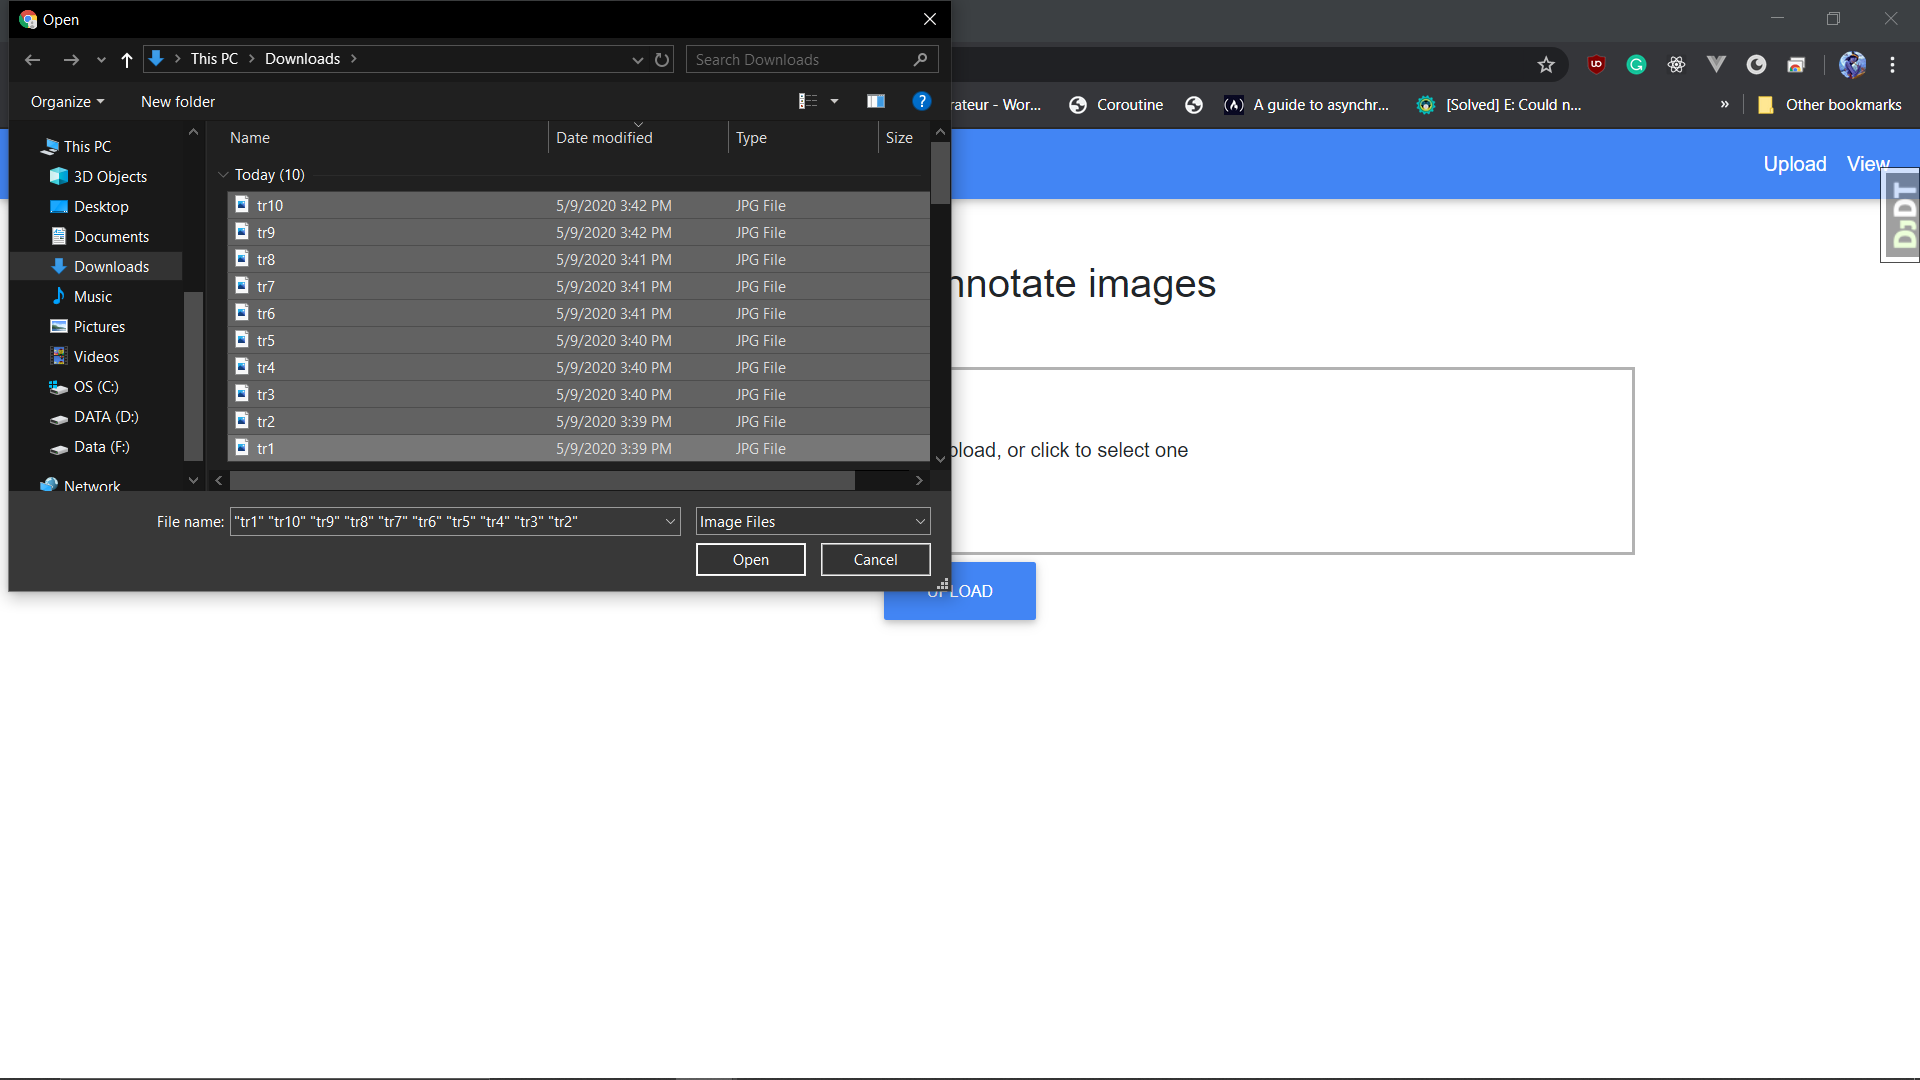 Open
This PC
Downloads
Search Downloads
Organize
New folder
This PC
3D Objects
Desktop
Documents
Downloads
Music
Pictures
Videos
OS (C:)
DATA (D:)
Data (F:)
Network
Name Date modified Type Size
Today (10)
tr10 5/9/2020 3:42 PM JPG File
tr9 5/9/2020 3:42 PM JPG File
tr8 5/9/2020 3:41 PM JPG File
tr7 5/9/2020 3:41 PM JPG File
tr6 5/9/2020 3:41 PM JPG File
tr5 5/9/2020 3:40 PM JPG File
tr4 5/9/2020 3:40 PM JPG File
tr3 5/9/2020 3:40 PM JPG File
tr2 5/9/2020 3:39 PM JPG File
tr1 5/9/2020 3:39 PM JPG File
File name: "tr1" "tr10" "tr9" "tr8" "tr7" "tr6" "tr5" "tr4" "tr3" "tr2"
Image Files
Open
Cancel
rateur - Wor...
Coroutine
A guide to asynchr...
[Solved] E: Could n...
»
Other bookmarks
Upload
View
DJDT
nnotate images
pload, or click to select one
UPLOAD